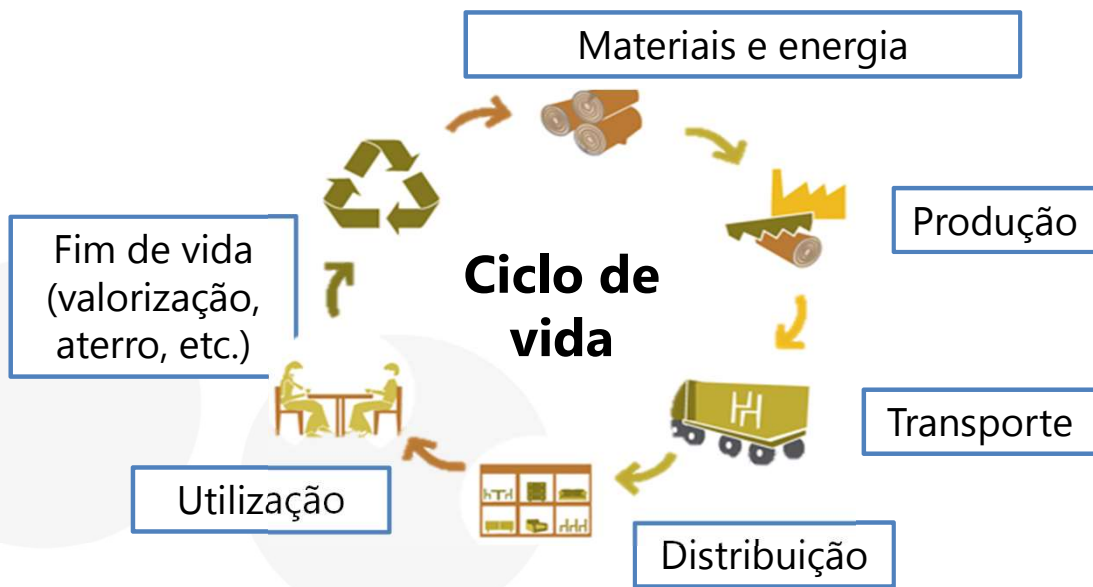 Materiais e energia
Produção
Transporte
Distribuição
Utilização
Fim de vida
(valorização,
aterro, etc.)
Ciclo de
vida